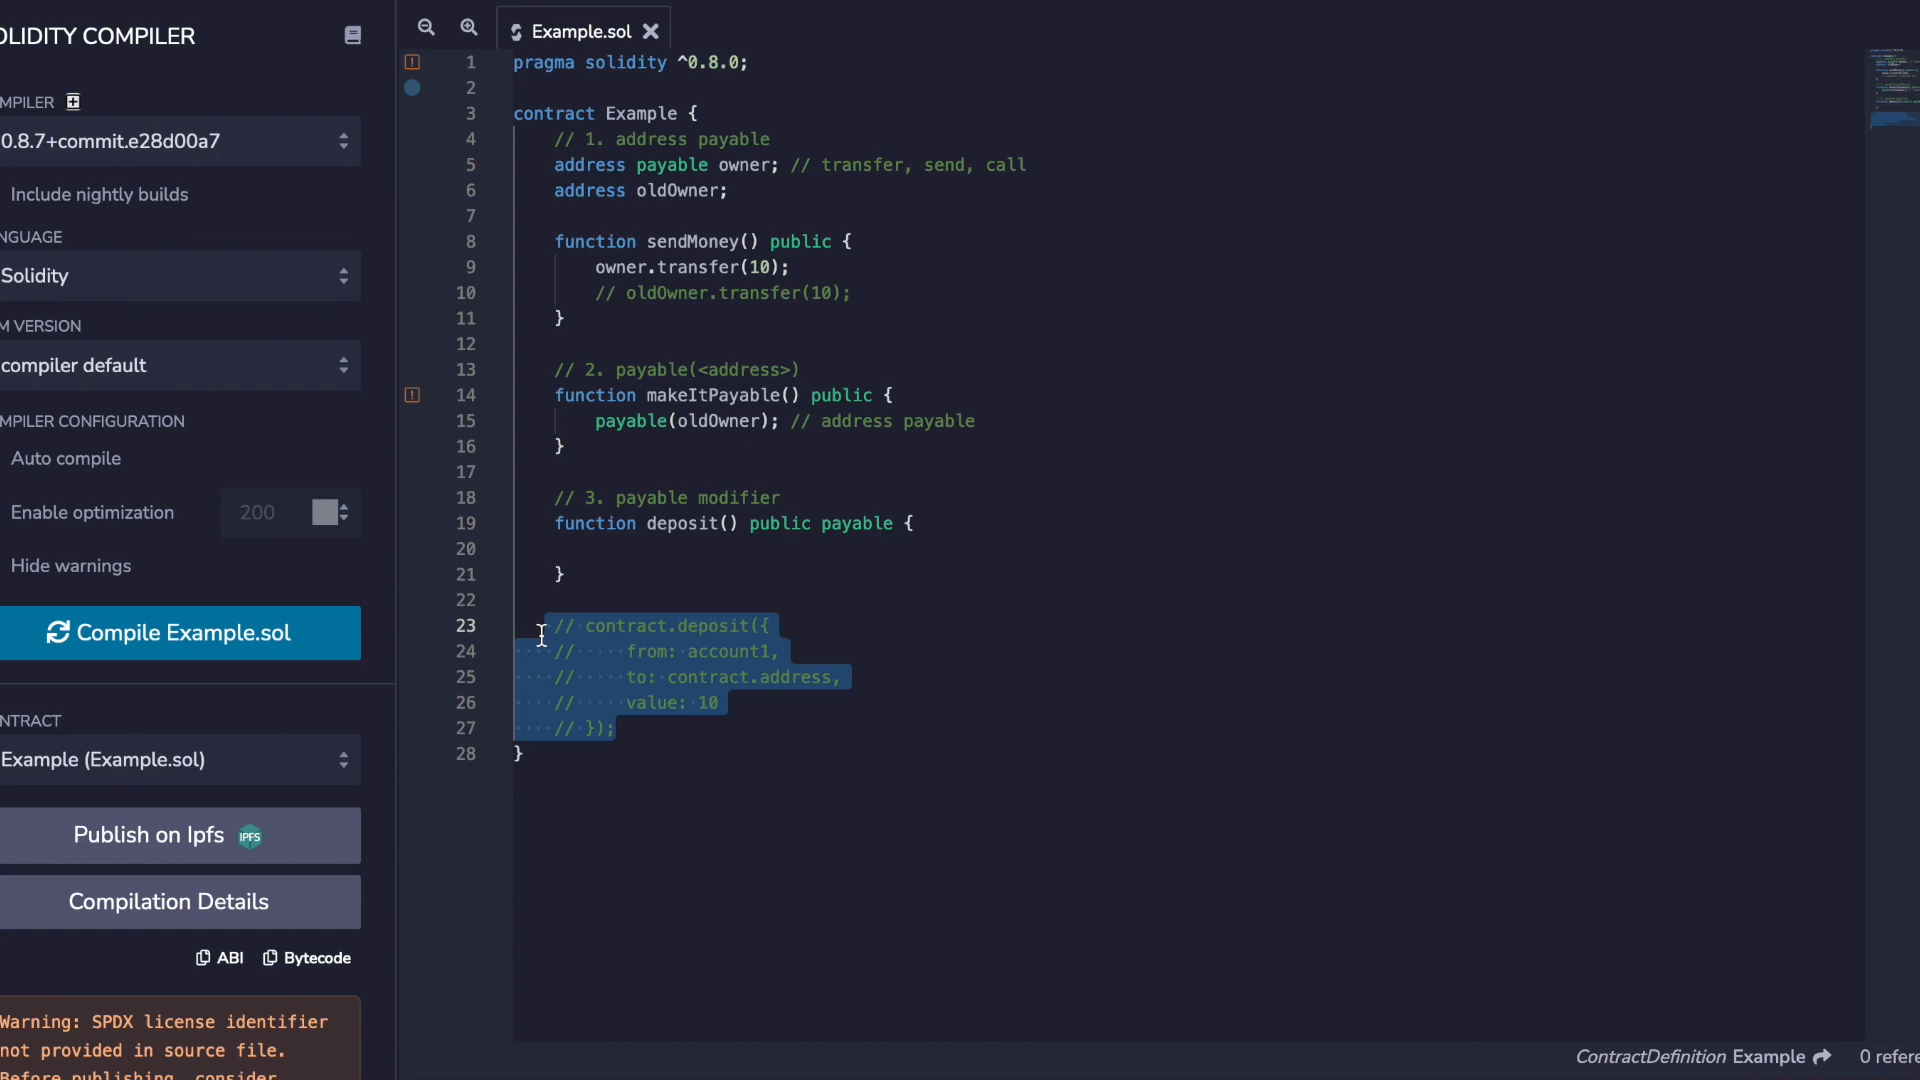 OLIDITY COMPILER
MPILER
0.8.7+commit.e28d00a7
Include nightly builds
NGUAGE
Solidity
M VERSION
compiler default
MPILER CONFIGURATION
Auto compile
Enable optimization 200
Hide warnings
Compile Example.sol
NTRACT
Example (Example.sol)
Publish on Ipfs IPFS
Compilation Details
ABI Bytecode
Warning: SPDX license identifier
not provided in source file.
Before publishing, consider
Example.sol
1 pragma solidity ^0.8.0;
2
3 contract Example {
4 // 1. address payable
5 address payable owner; // transfer, send, call
6 address oldOwner;
7
8 function sendMoney() public {
9 owner.transfer(10);
10 // oldOwner.transfer(10);
11 }
12
13 // 2. payable(<address>)
14 function makeItPayable() public {
15 payable(oldOwner); // address payable
16 }
17
18 // 3. payable modifier
19 function deposit() public payable {
20
21 }
22
23 // contract.deposit({
24 // from: account1,
25 // to: contract.address,
26 // value: 10
27 // });
28 }
ContractDefinition Example 0 refere